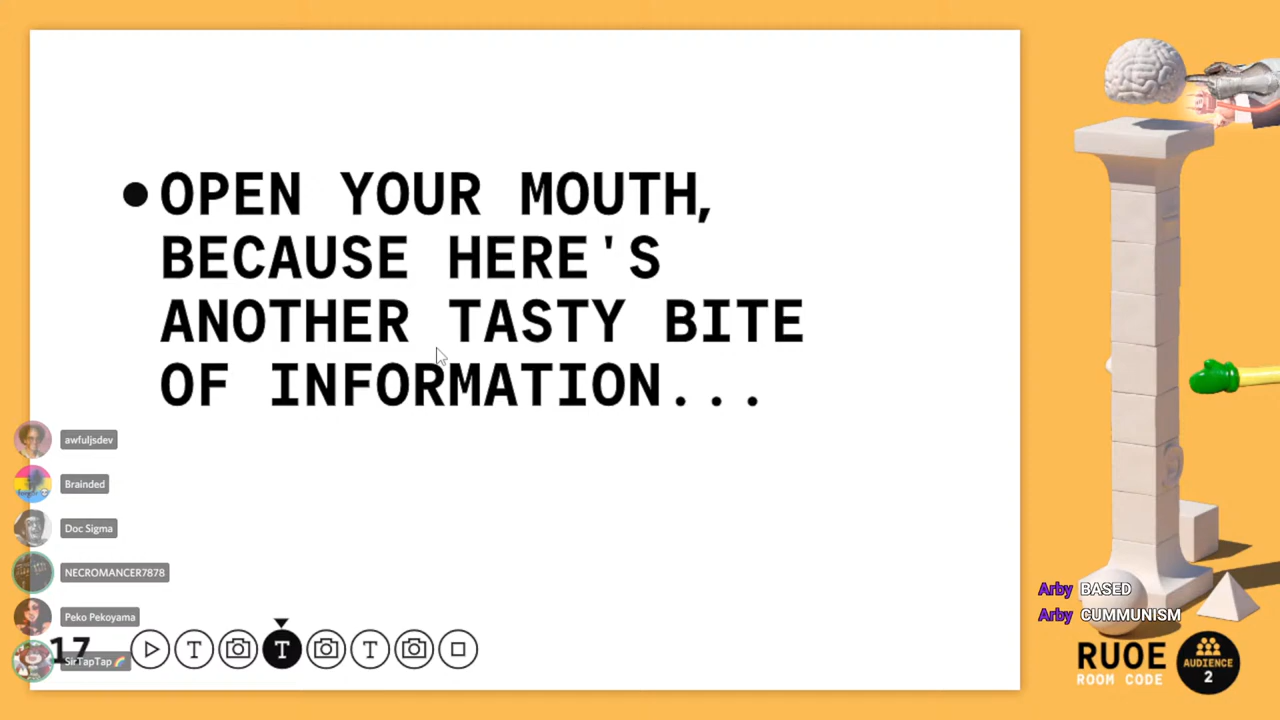 ● OPEN YOUR MOUTH,
BECAUSE HERE'S
ANOTHER TASTY BITE
OF INFORMATION...
awfuljsdev
Brainded
Doc Sigma
NECROMANCER7878
Peko Pekoyama
SirTapTap 🌈
17
T
T
T
Arby BASED
Arby CUMMUNISM
RUOE
ROOM CODE
AUDIENCE
2